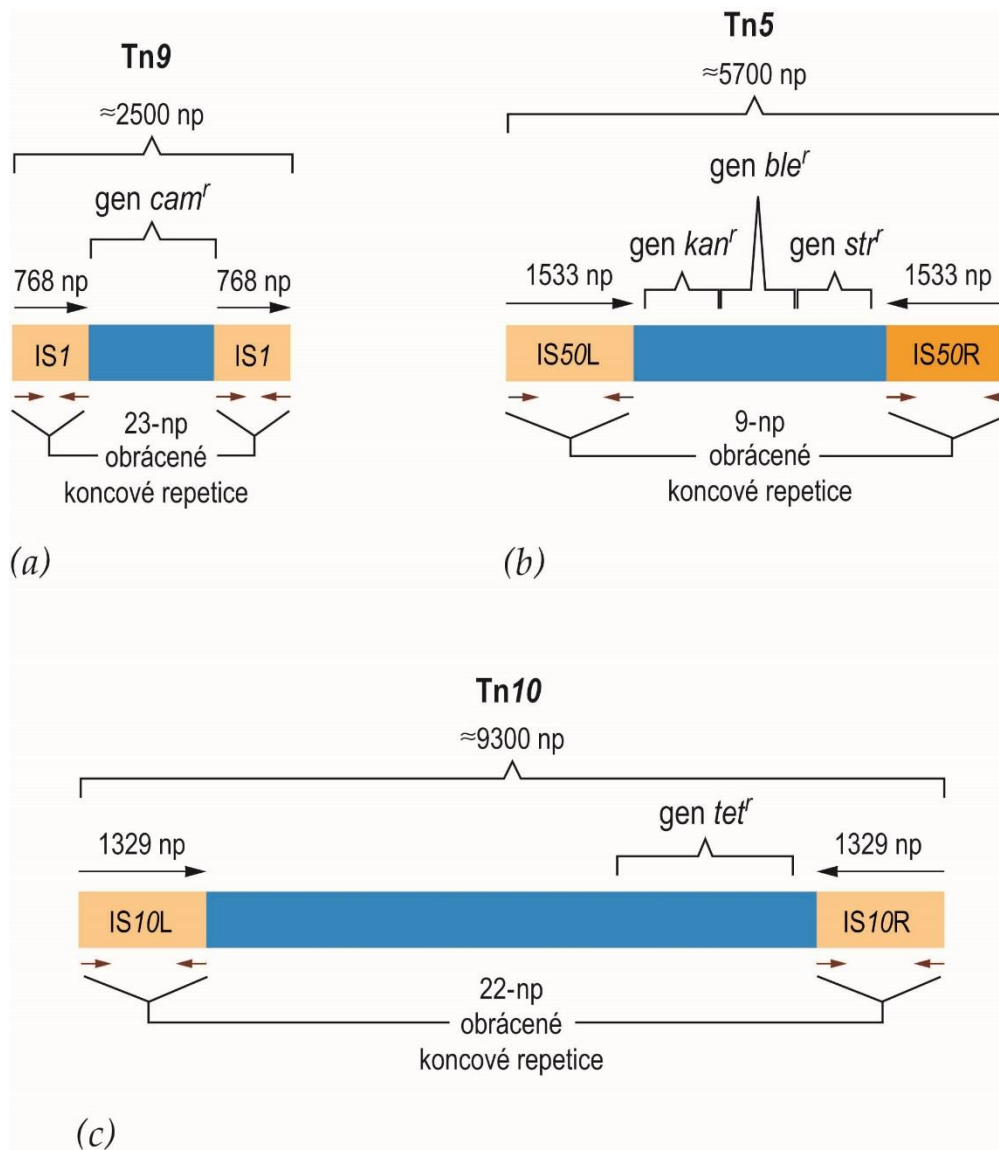 Tn9
≈2500 np
gen cam^r
768 np
768 np
IS1
IS1
23-np
obrácené
koncové repetice
(a)
Tn5
≈5700 np
gen ble^r
gen kan^r
gen str^r
1533 np
1533 np
IS50L
IS50R
9-np
obrácené
koncové repetice
(b)
Tn10
≈9300 np
gen tet^r
1329 np
1329 np
IS10L
IS10R
22-np
obrácené
koncové repetice
(c)